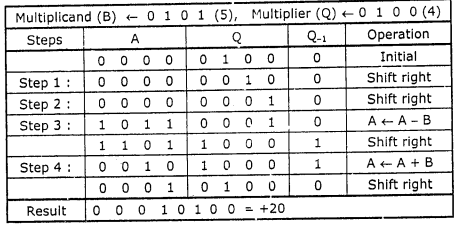 Multiplicand (B) ← 0 1 0 1 (5), Multiplier (Q) ← 0 1 0 0 (4)
Steps A Q Q-1 Operation
0 0 0 0 0 1 0 0 0 Initial
Step 1 : 0 0 0 0 0 0 1 0 0 Shift right
Step 2 : 0 0 0 0 0 0 0 1 0 Shift right
Step 3 : 1 0 1 1 0 0 0 1 0 A ← A – B
1 1 0 1 1 0 0 0 1 Shift right
Step 4 : 0 0 1 0 1 0 0 0 1 A ← A + B
0 0 0 1 0 1 0 0 0 Shift right
Result 0 0 0 1 0 1 0 0 = +20